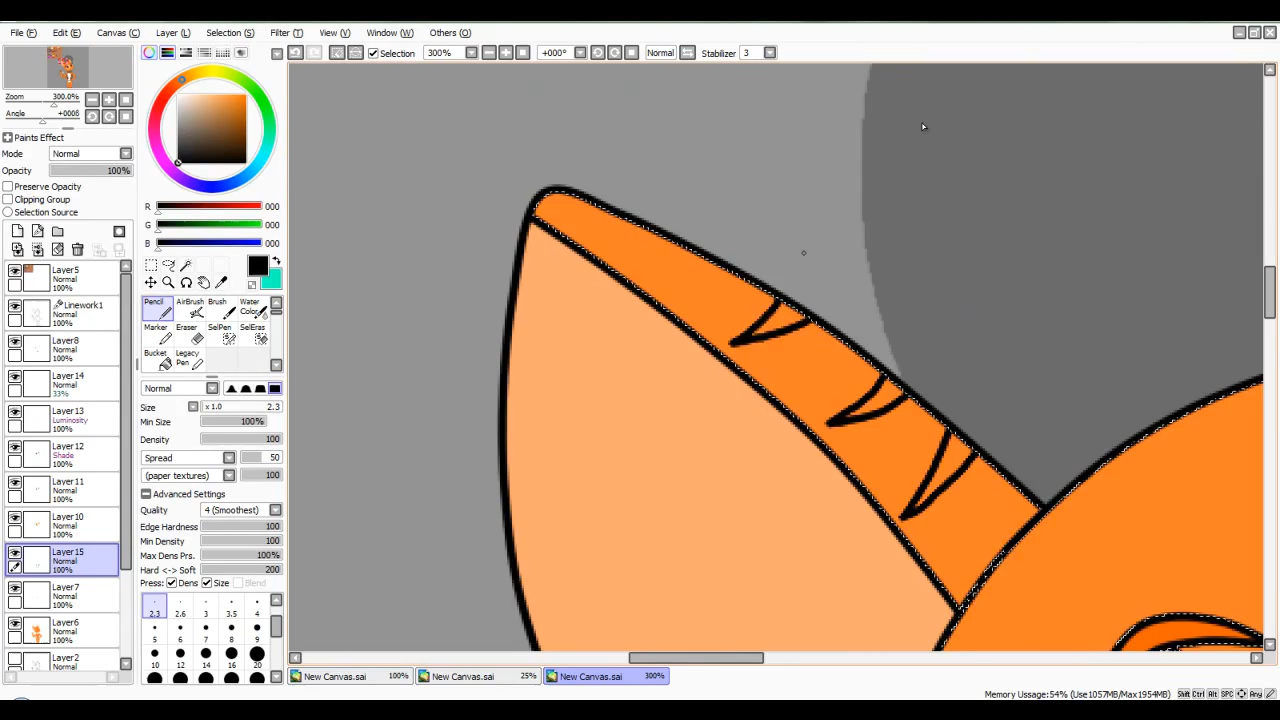 File (F) Edit (E) Canvas (C) Layer (L) Selection (S) Filter (T) View (V) Window (W) Others (O)
Selection 300% +000° Normal Stabilizer 3
Zoom 300.0%
Angle +000δ
Paints Effect
Mode Normal
Opacity 100%
Preserve Opacity
Clipping Group
Selection Source
Layer5
Normal
100%
Linework1
Normal
100%
Layer8
Normal
100%
Layer14
Normal
33%
Layer13
Luminosity
100%
Layer12
Shade
100%
Layer11
Normal
100%
Layer10
Normal
100%
Layer15
Normal
100%
Layer7
Normal
100%
Layer6
Normal
100%
Layer2
Normal
R 000
G 000
B 000
Pencil AirBrush Brush Water Color
Marker Eraser SelPen SelEras
Bucket Legacy Pen
Normal
Size x 1.0 2.3
Min Size 100%
Density 100
Spread 50
(paper textures) 100
Advanced Settings
Quality 4 (Smoothest)
Edge Hardness 100
Min Density 100
Max Dens Prs. 100%
Hard <-> Soft 200
Press: Dens Size Blend
2.3 2.6 3 3.5 4
5 6 7 8 9
10 12 14 16 20
New Canvas.sai 100% New Canvas.sai 25% New Canvas.sai 300%
Memory Ussage:54% (Use1057MB/Max1954MB) Shift Ctrl Alt SPC Any